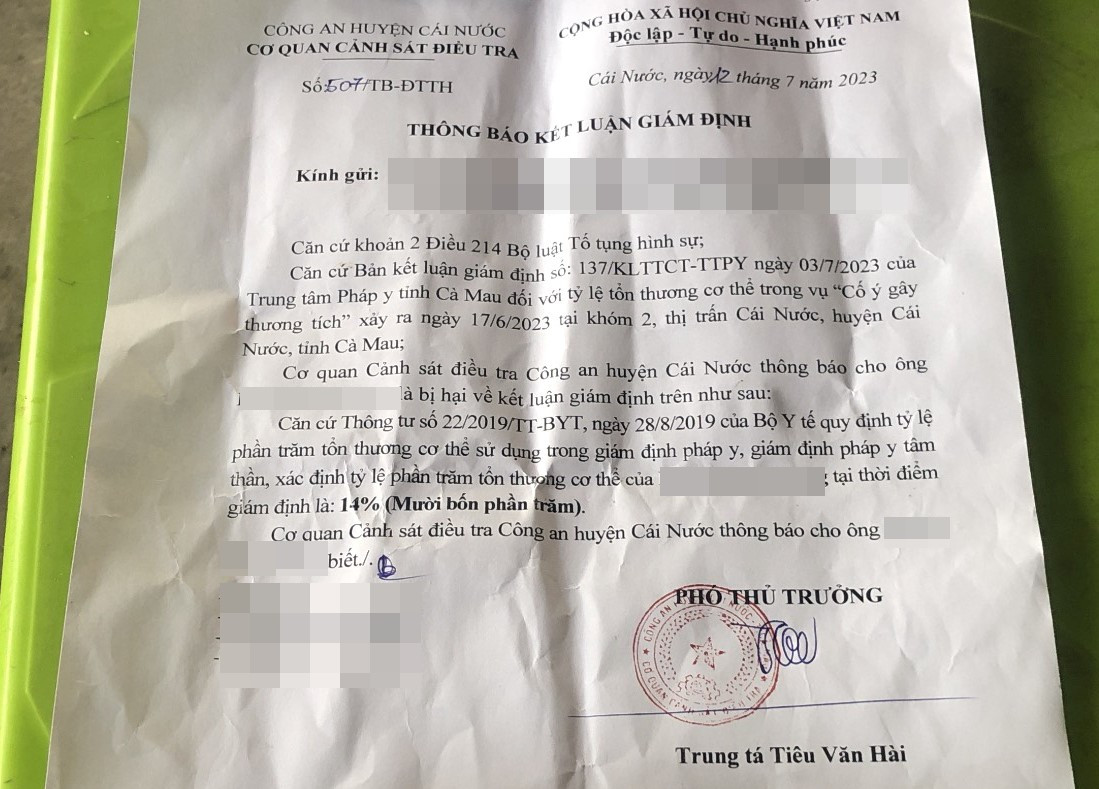 CÔNG AN HUYỆN CÁI NƯỚC
CƠ QUAN CẢNH SÁT ĐIỀU TRA
Số:507/TB-ĐTTH
CỘNG HÒA XÃ HỘI CHỦ NGHĨA VIỆT NAM
Độc lập - Tự do - Hạnh phúc
Cái Nước, ngày 12 tháng 7 năm 2023
THÔNG BÁO KẾT LUẬN GIÁM ĐỊNH
Kính gửi:
Căn cứ khoản 2 Điều 214 Bộ luật Tố tụng hình sự;
Căn cứ Bản kết luận giám định số: 137/KLTTCT-TTPY ngày 03/7/2023 của
Trung tâm Pháp y tỉnh Cà Mau đối với tỷ lệ tổn thương cơ thể trong vụ “Cố ý gây
thương tích” xảy ra ngày 17/6/2023 tại khóm 2, thị trấn Cái Nước, huyện Cái
Nước, tỉnh Cà Mau;
Cơ quan Cảnh sát điều tra Công an huyện Cái Nước thông báo cho ông
là bị hại về kết luận giám định trên như sau:
Căn cứ Thông tư số 22/2019/TT-BYT, ngày 28/8/2019 của Bộ Y tế quy định tỷ lệ
phần trăm tổn thương cơ thể sử dụng trong giám định pháp y, giám định pháp y tâm
thần, xác định tỷ lệ phần trăm tổn thương cơ thể của tại thời điểm
giám định là: 14% (Mười bốn phần trăm).
Cơ quan Cảnh sát điều tra Công an huyện Cái Nước thông báo cho ông
biết./.
PHÓ THỦ TRƯỞNG
Trung tá Tiêu Văn Hài